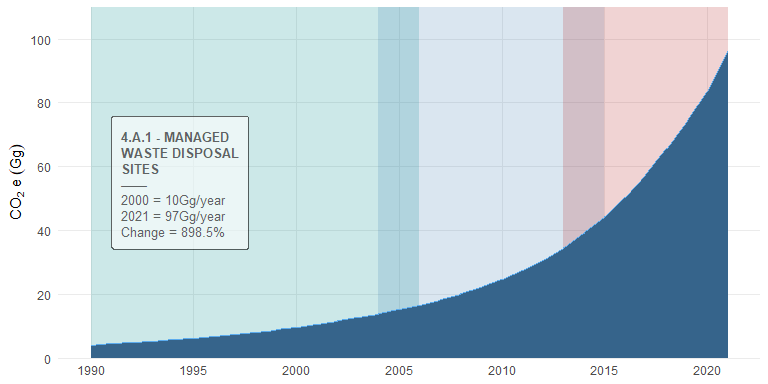 100
80
60
40
20
0
CO2 e (Gg)
4.A.1 - MANAGED
WASTE DISPOSAL
SITES
2000 = 10Gg/year
2021 = 97Gg/year
Change = 898.5%
1990 1995 2000 2005 2010 2015 2020